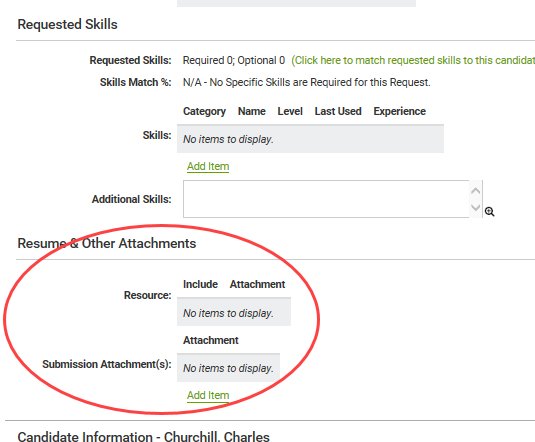 Requested Skills
Requested Skills: Required 0; Optional 0 (Click here to match requested skills to this candidat
Skills Match %: N/A - No Specific Skills are Required for this Request.
Category Name Level Last Used Experience
Skills: No items to display.
Add Item
Additional Skills:
Resume & Other Attachments
Include Attachment
Resource: No items to display.
Attachment
Submission Attachment(s): No items to display.
Add Item
Candidate Information - Churchill, Charles